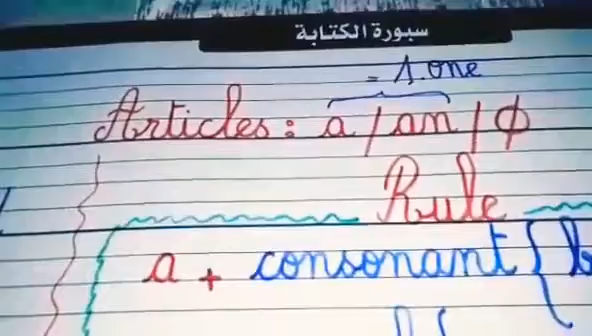 سبورة الكتابة
= 1. one
Articles: a / an / ϕ
Rule
a + consonant { b